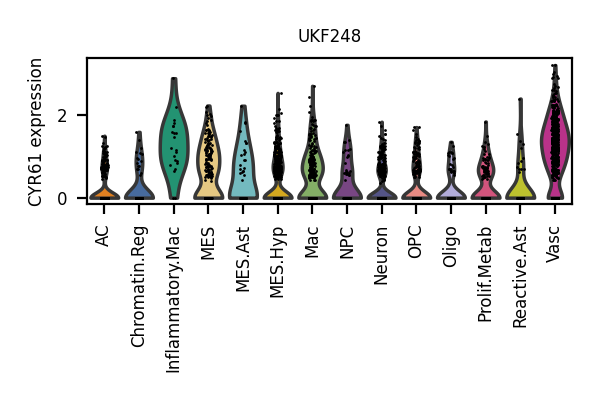 UKF248
CYR61 expression
2
0
AC
Chromatin.Reg
Inflammatory.Mac
MES
MES.Ast
MES.Hyp
Mac
NPC
Neuron
OPC
Oligo
Prolif.Metab
Reactive.Ast
Vasc